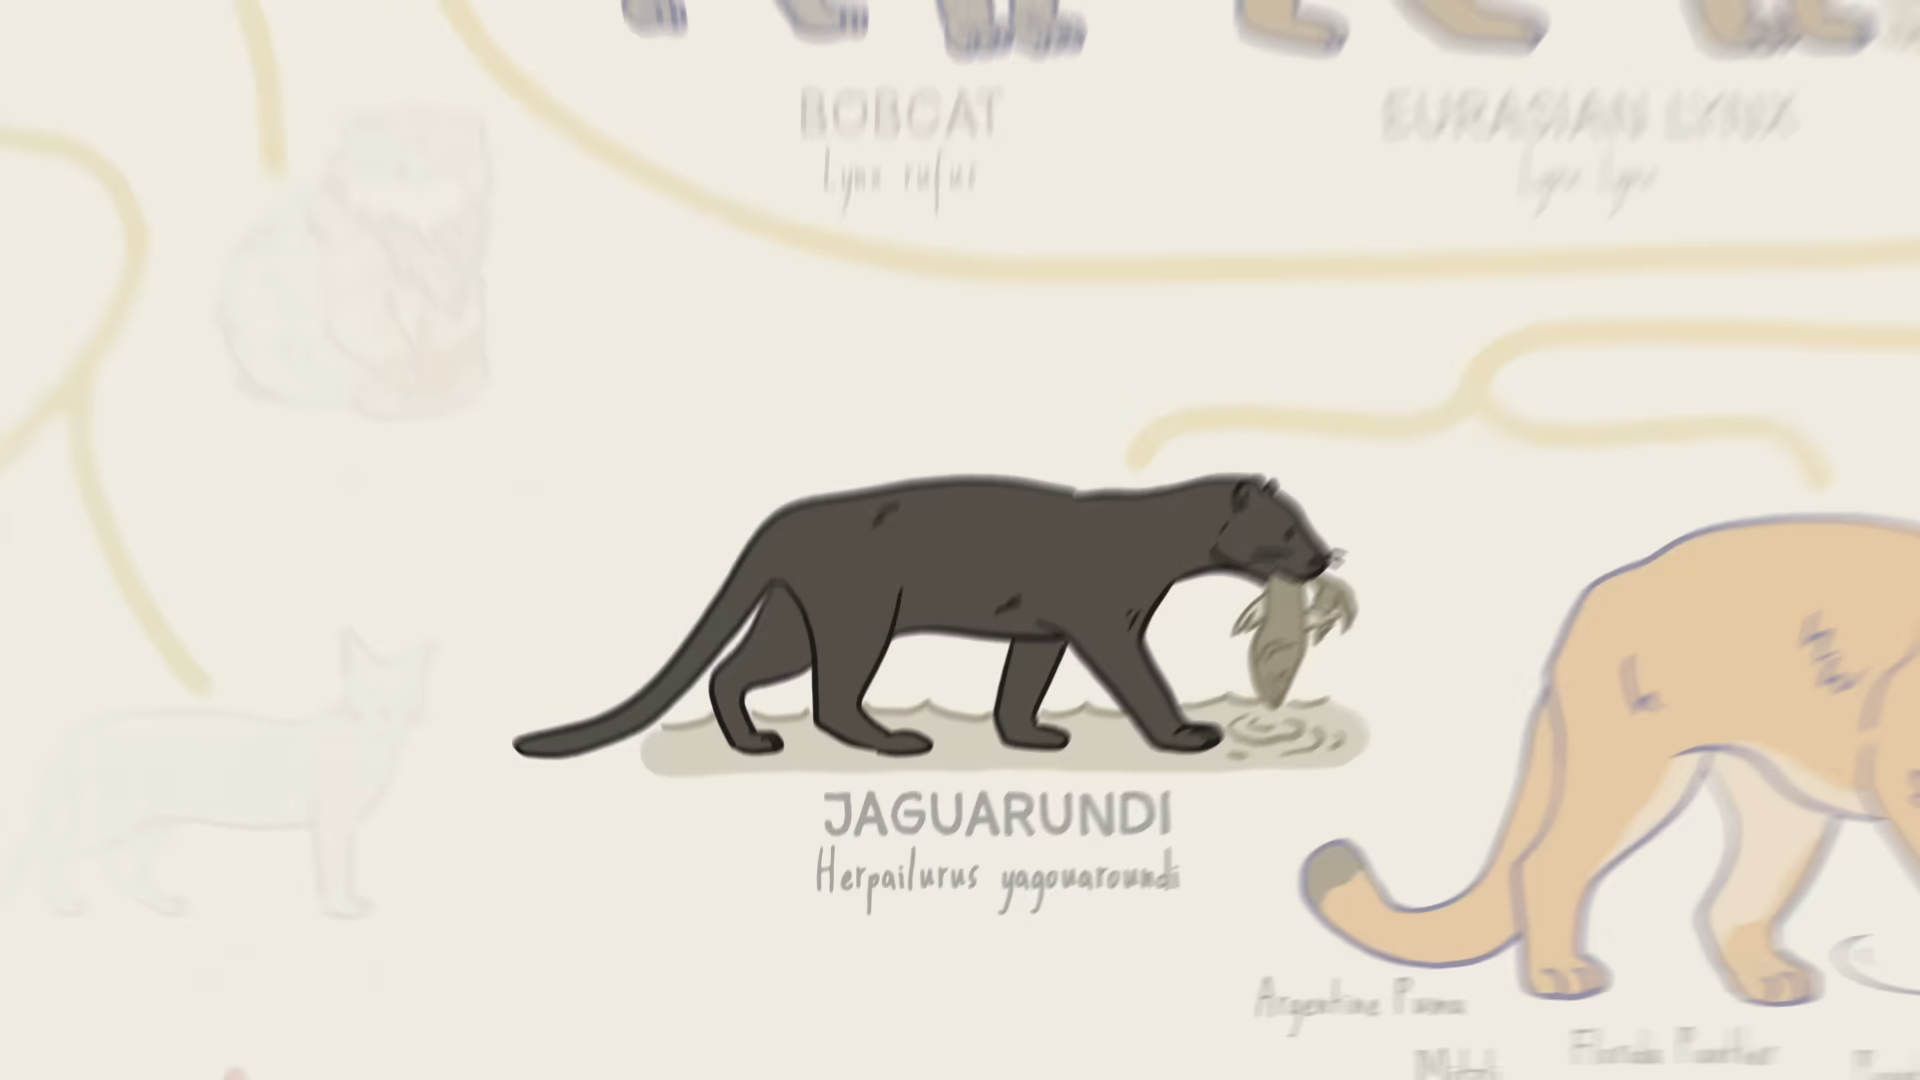 BOBCAT
Lynx rufus
EURASIAN LYNX
Lynx lynx
JAGUARUNDI
Herpailurus yagouaroundi
Argentine Puma
Florida Panther